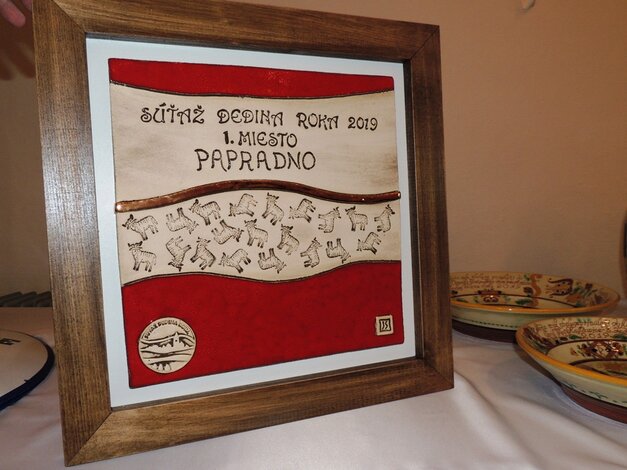 SÚŤAŽ DEDINA ROKA 2019
1. MIESTO
PAPRADNO